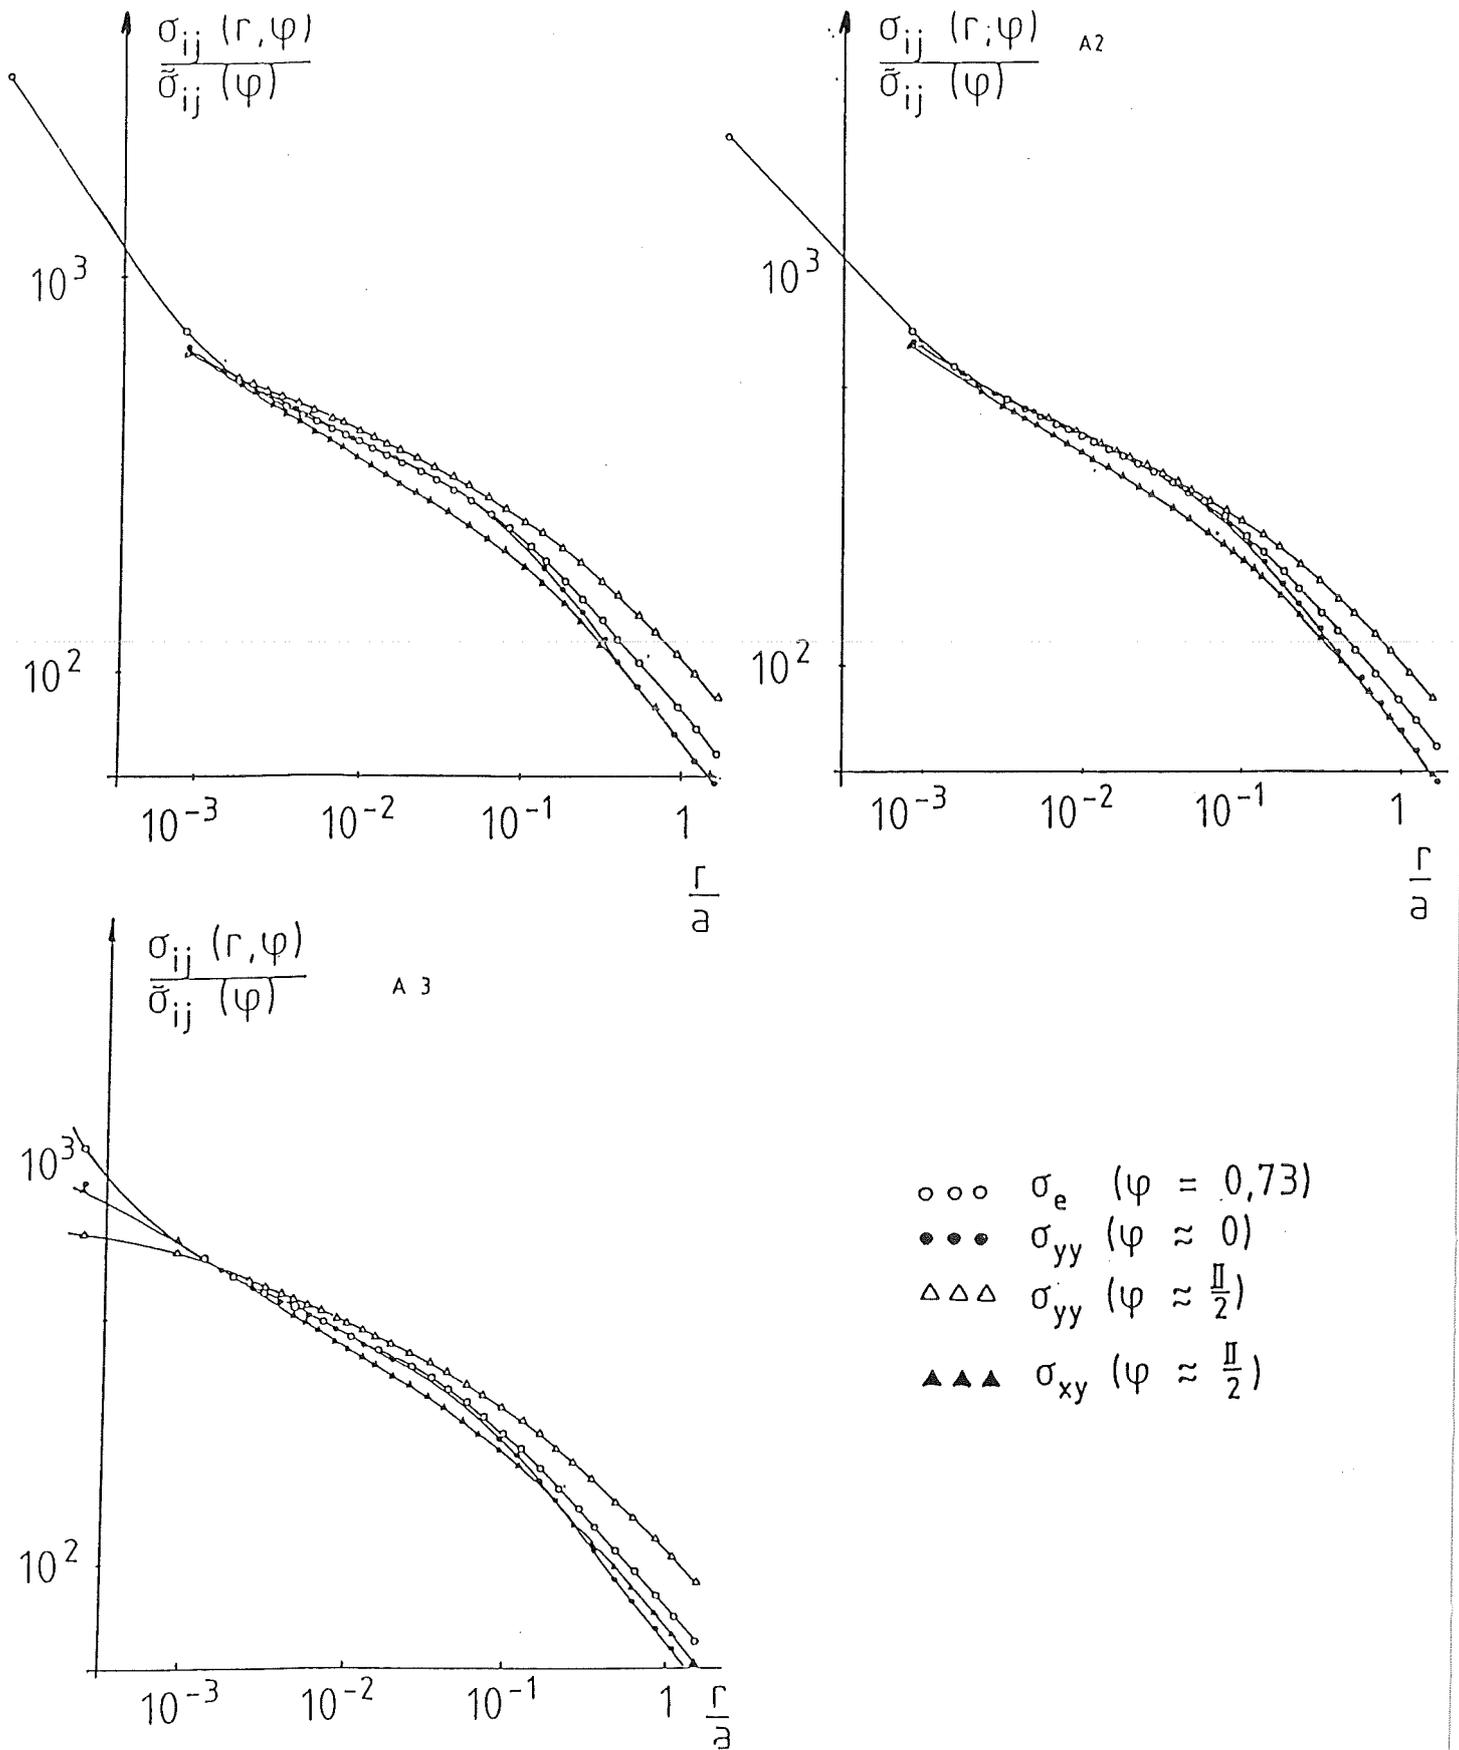 σij (r,φ)
σ̃ij (φ)
10³
10²
10⁻³ 10⁻² 10⁻¹ 1
r
a
σij (r,φ) A2
σ̃ij (φ)
10³
10²
10⁻³ 10⁻² 10⁻¹ 1
r
a
σij (r,φ)
σ̃ij (φ) A 3
10³
10²
10⁻³ 10⁻² 10⁻¹ 1 r
a
σe (φ = 0,73)
σyy (φ ≈ 0)
σyy (φ ≈ π/2)
σxy (φ ≈ π/2)